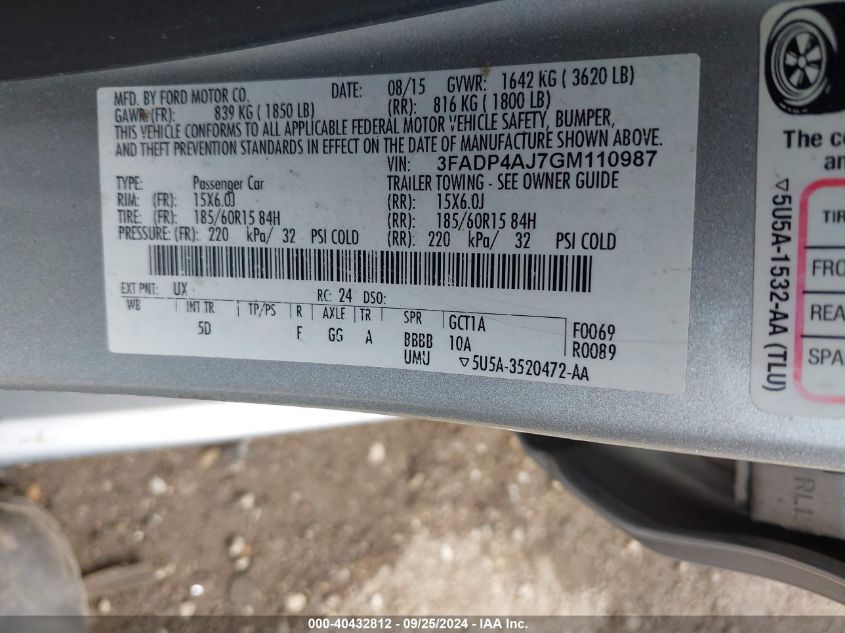 MFD. BY FORD MOTOR CO. DATE: 08/15 GVWR: 1642 KG ( 3620 LB)
GAWR (FR): 839 KG ( 1850 LB) (RR): 816 KG ( 1800 LB)
THIS VEHICLE CONFORMS TO ALL APPLICABLE FEDERAL MOTOR VEHICLE SAFETY, BUMPER,
AND THEFT PREVENTION STANDARDS IN EFFECT ON THE DATE OF MANUFACTURE SHOWN ABOVE.
VIN: 3FADP4AJ7GM110987
TYPE: Passenger Car TRAILER TOWING - SEE OWNER GUIDE
RIM: (FR): 15X6.0J (RR): 15X6.0J
TIRE: (FR): 185/60R15 84H (RR): 185/60R15 84H
PRESSURE: (FR): 220 kPa/ 32 PSI COLD (RR): 220 kPa/ 32 PSI COLD
EXT PNT: UX RC: 24 DSO:
WB INT TR TP/PS R AXLE TR SPR GCT1A F0069
5D F GG A BBBB 10A R0089
UMU ▽5U5A-3520472-AA
The co
an
TIR
FRO
REA
SPA
▽5U5A-1532-AA (TLU)
000-40432812 - 09/25/2024 - IAA Inc.